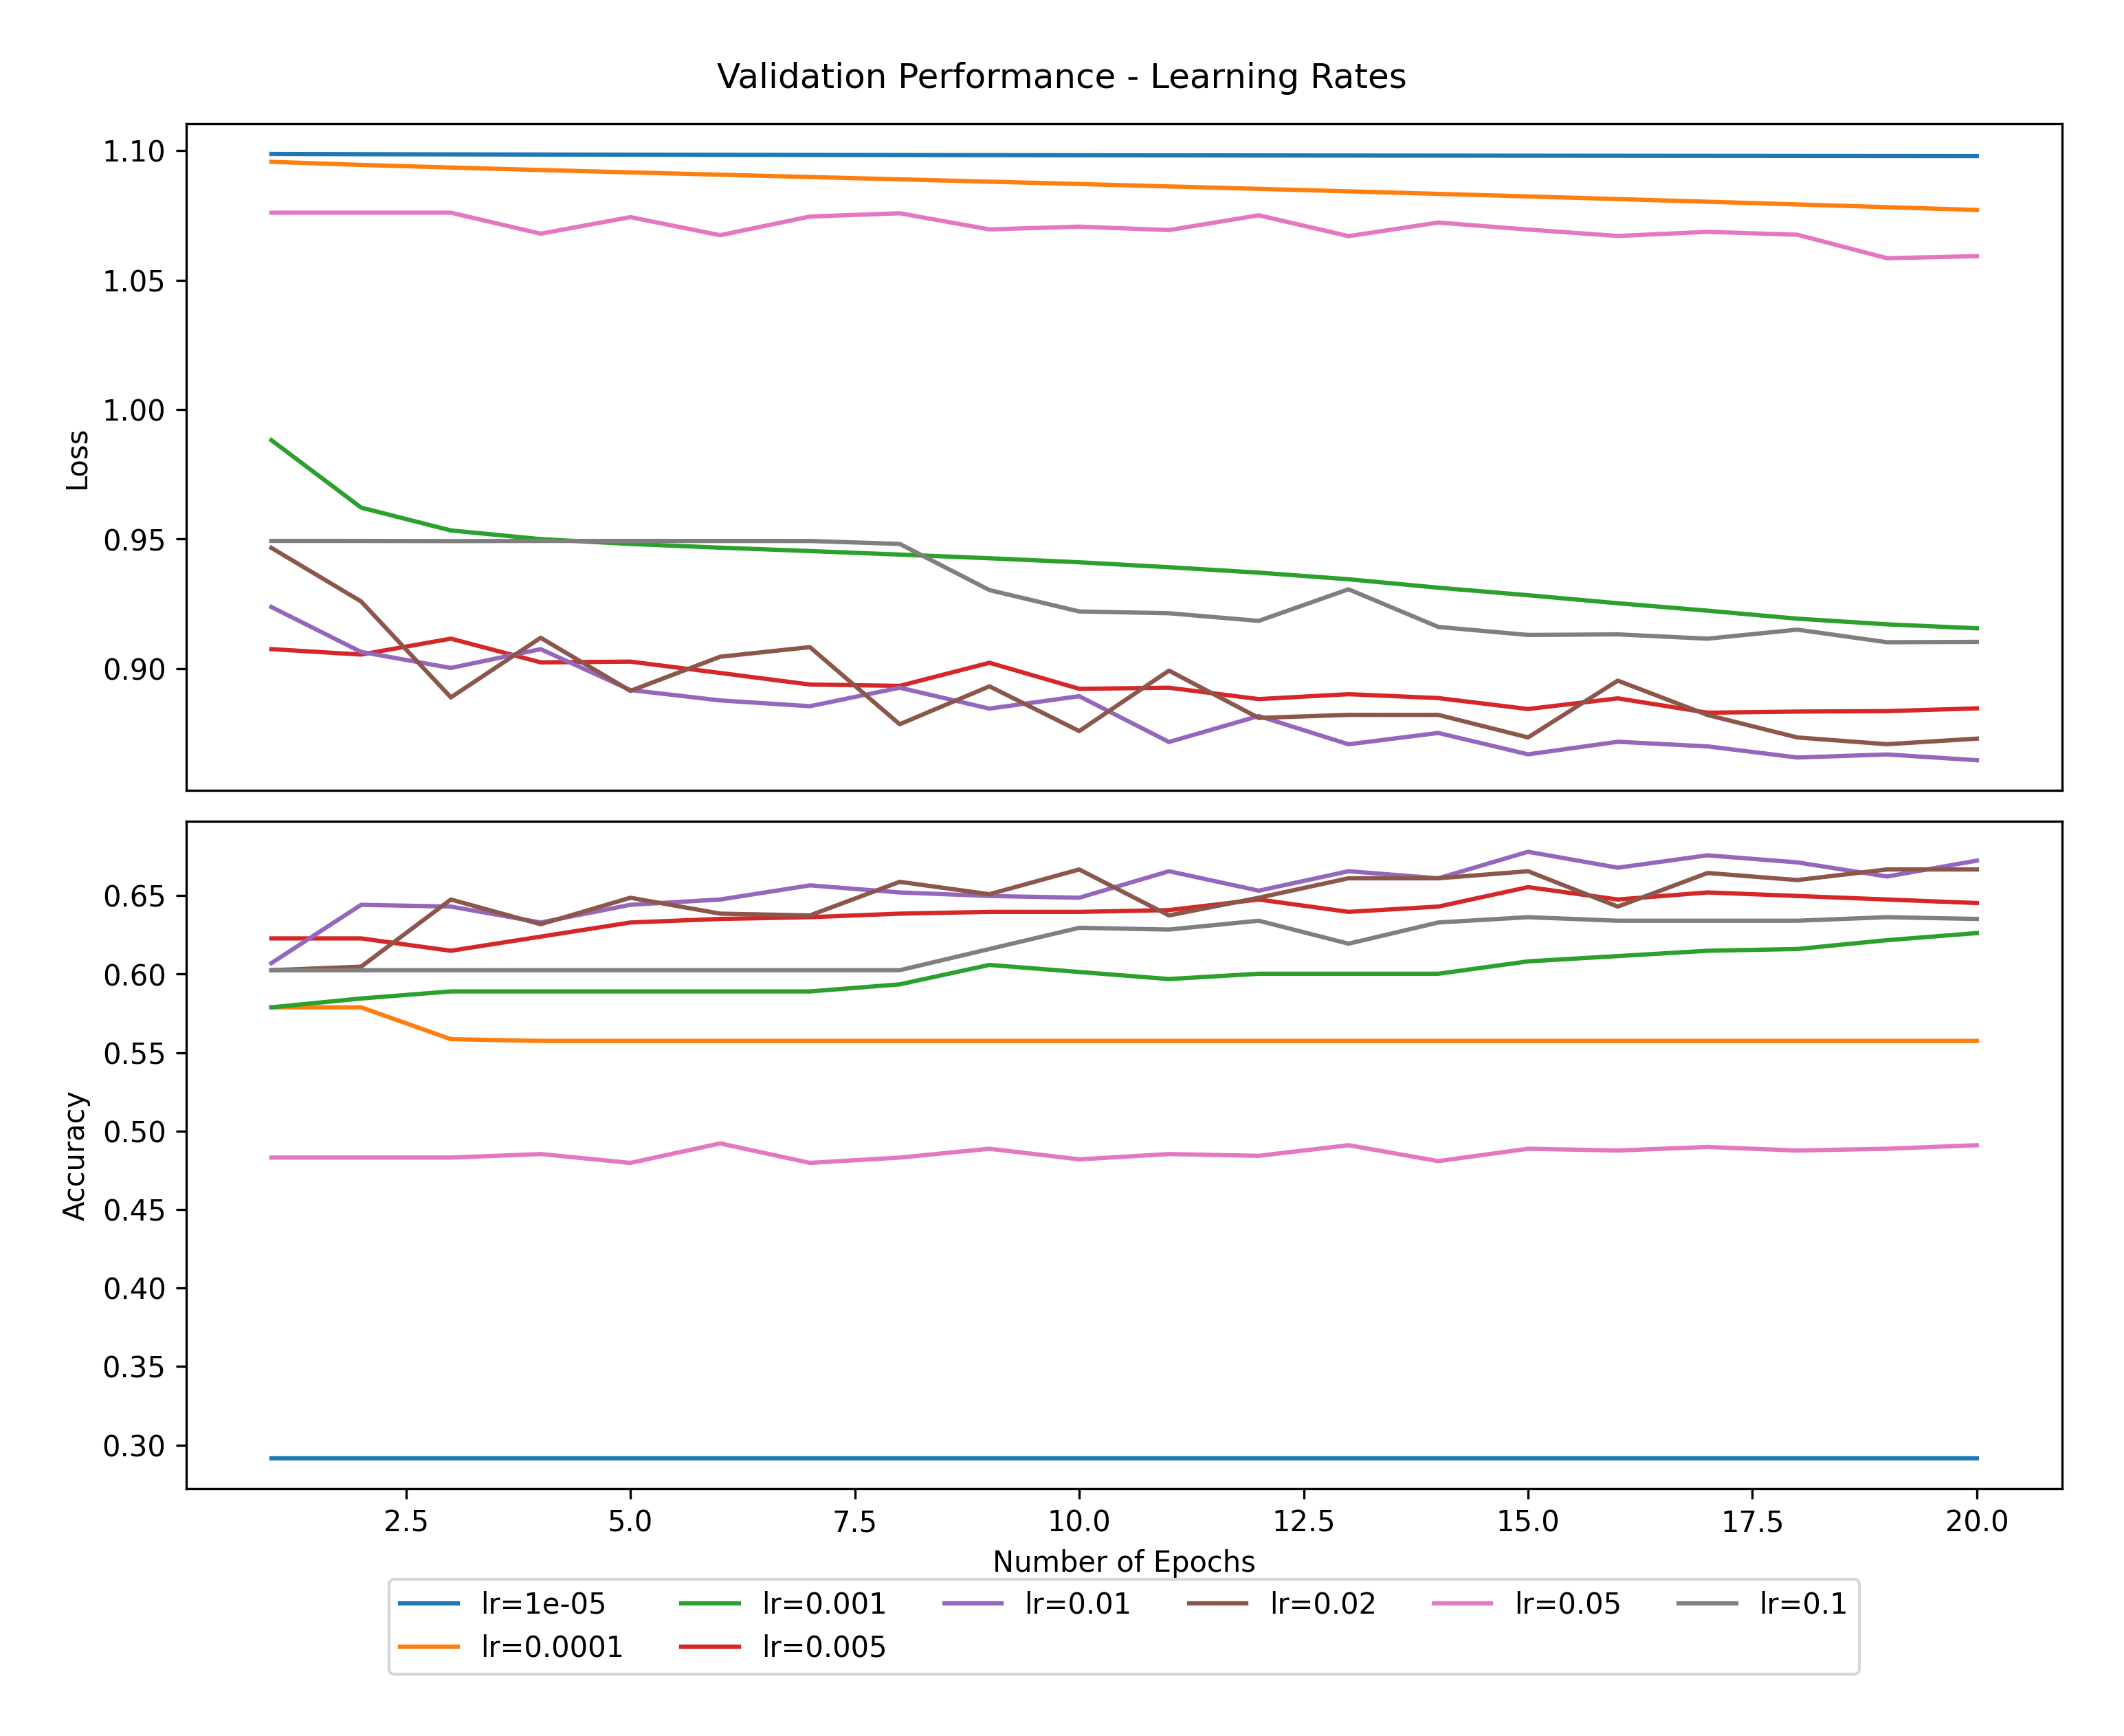 Validation Performance - Learning Rates
1.10
1.05
1.00
0.95
0.90
Loss
0.65
0.60
0.55
0.50
0.45
0.40
0.35
0.30
Accuracy
2.5 5.0 7.5 10.0 12.5 15.0 17.5 20.0
Number of Epochs
lr=1e-05 lr=0.001 lr=0.01 lr=0.02 lr=0.05 lr=0.1
lr=0.0001 lr=0.005